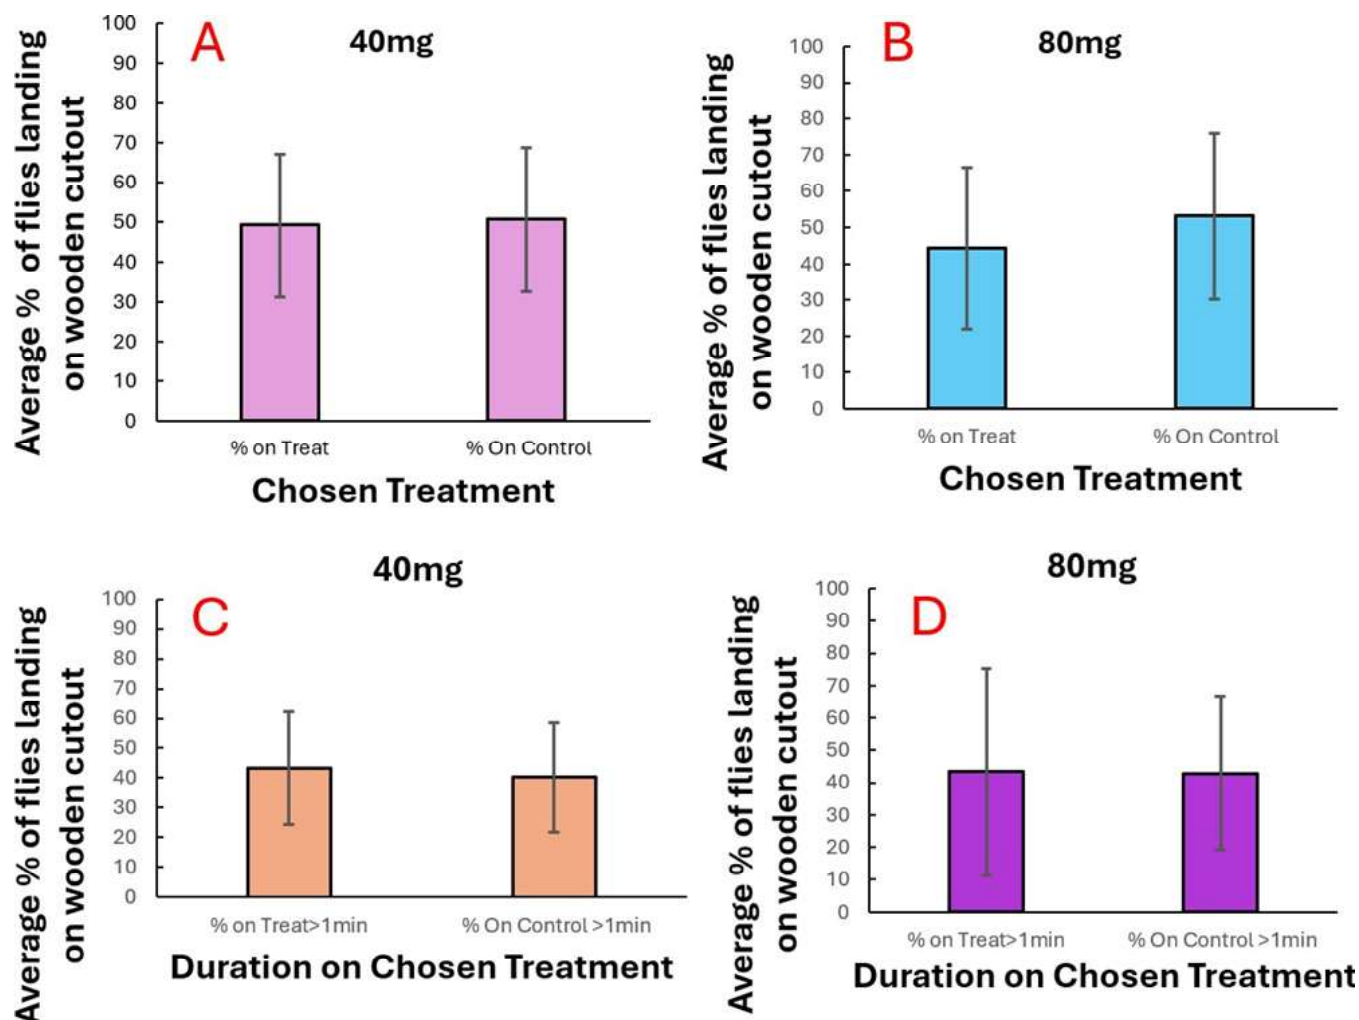 A
40mg
Average % of flies landing
on wooden cutout
100
90
80
70
60
50
40
30
20
10
0
% on Treat
% On Control
Chosen Treatment
B
80mg
Average % of flies landing
on wooden cutout
100
90
80
70
60
50
40
30
20
10
0
% on Treat
% On Control
Chosen Treatment
C
40mg
Average % of flies landing
on wooden cutout
100
90
80
70
60
50
40
30
20
10
0
% on Treat>1min
% On Control >1min
Duration on Chosen Treatment
D
80mg
Average % of flies landing
on wooden cutout
100
90
80
70
60
50
40
30
20
10
0
% on Treat>1min
% On Control >1min
Duration on Chosen Treatment